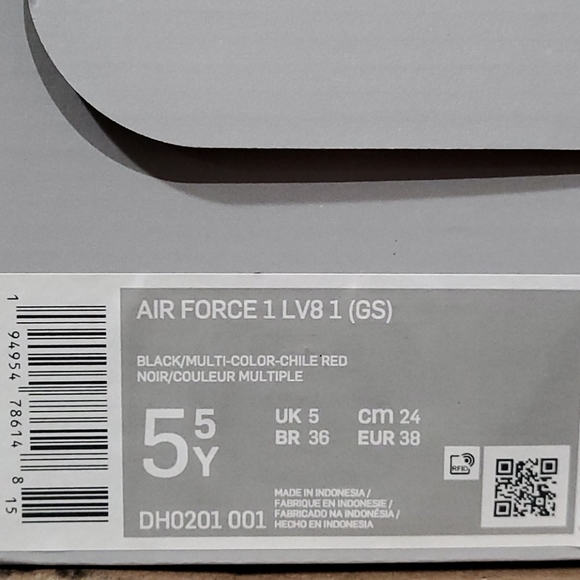 AIR FORCE 1 LV8 1 (GS)
BLACK/MULTI-COLOR-CHILE RED
NOIR/COULEUR MULTIPLE
5 5Y
UK 5 cm 24
BR 36 EUR 38
RFID
DH0201 001
MADE IN INDONESIA /
FABRIQUE EN INDONESIE /
FABRICADO NA INDONÉSIA /
HECHO EN INDONESIA
1 94954 78614 8 15